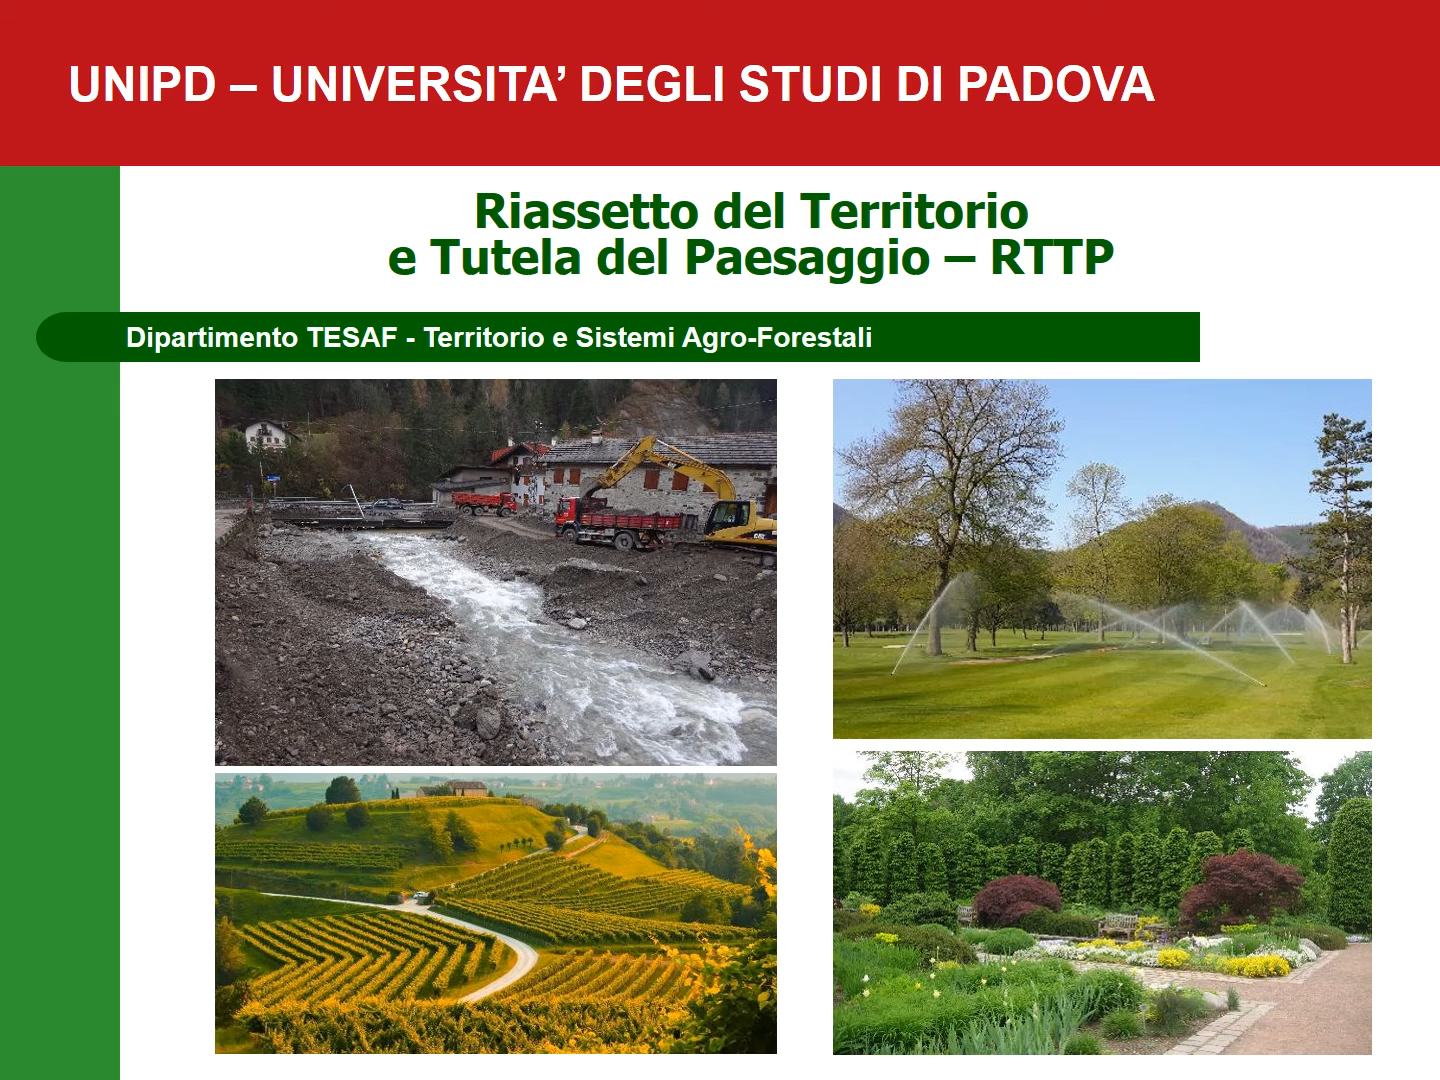 UNIPD – UNIVERSITA’ DEGLI STUDI DI PADOVA
Riassetto del Territorio
e Tutela del Paesaggio – RTTP
Dipartimento TESAF - Territorio e Sistemi Agro-Forestali